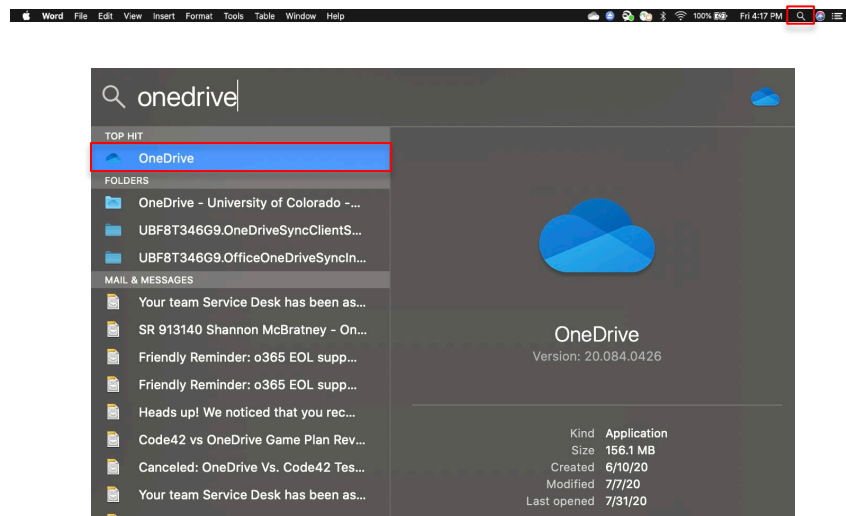 Word File Edit View Insert Format Tools Table Window Help 100% Fri 4:17 PM
onedrive
TOP HIT
OneDrive
FOLDERS
OneDrive - University of Colorado -...
UBF8T346G9.OneDriveSyncClientS...
UBF8T346G9.OfficeOneDriveSyncIn...
MAIL & MESSAGES
Your team Service Desk has been as...
SR 913140 Shannon McBratney - On...
Friendly Reminder: o365 EOL supp...
Friendly Reminder: o365 EOL supp...
Heads up! We noticed that you rec...
Code42 vs OneDrive Game Plan Rev...
Canceled: OneDrive Vs. Code42 Tes...
Your team Service Desk has been as...
OneDrive
Version: 20.084.0426
Kind Application
Size 156.1 MB
Created 6/10/20
Modified 7/7/20
Last opened 7/31/20